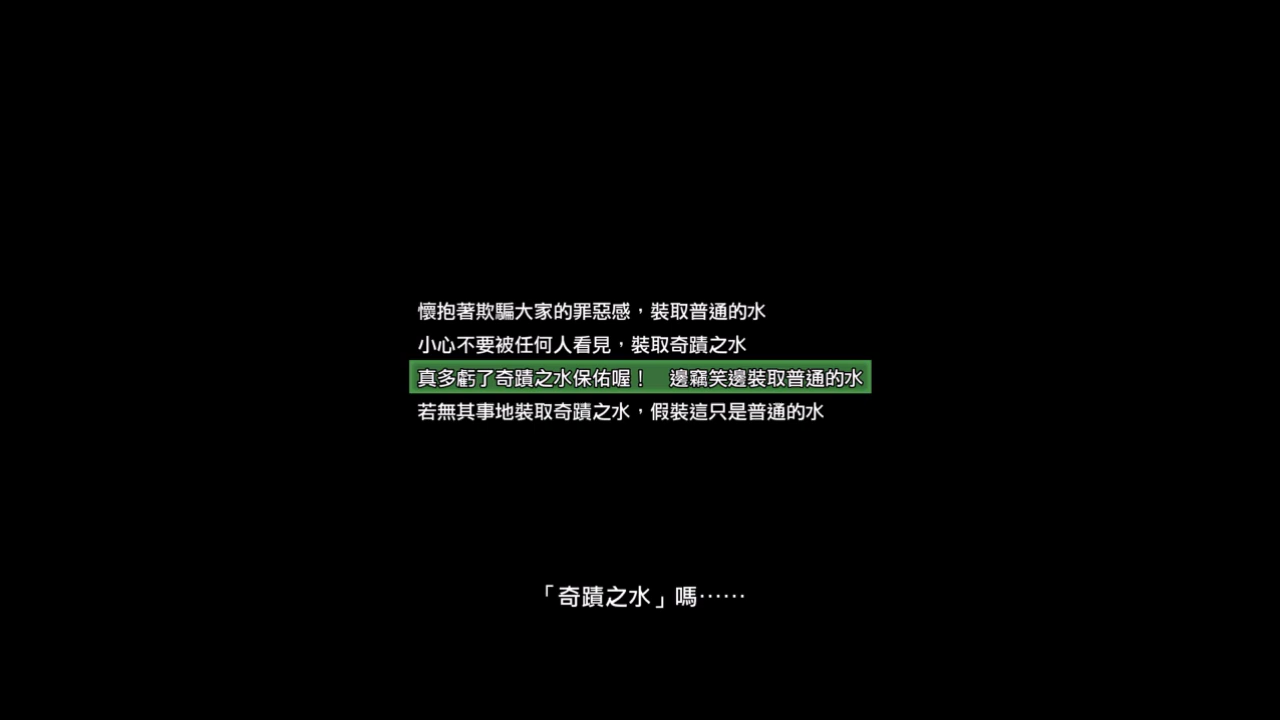 懷抱著欺騙大家的罪惡感，裝取普通的水
小心不要被任何人看見，裝取奇蹟之水
真多虧了奇蹟之水保佑喔！　邊竊笑邊裝取普通的水
若無其事地裝取奇蹟之水，假裝這只是普通的水
「奇蹟之水」嗎……